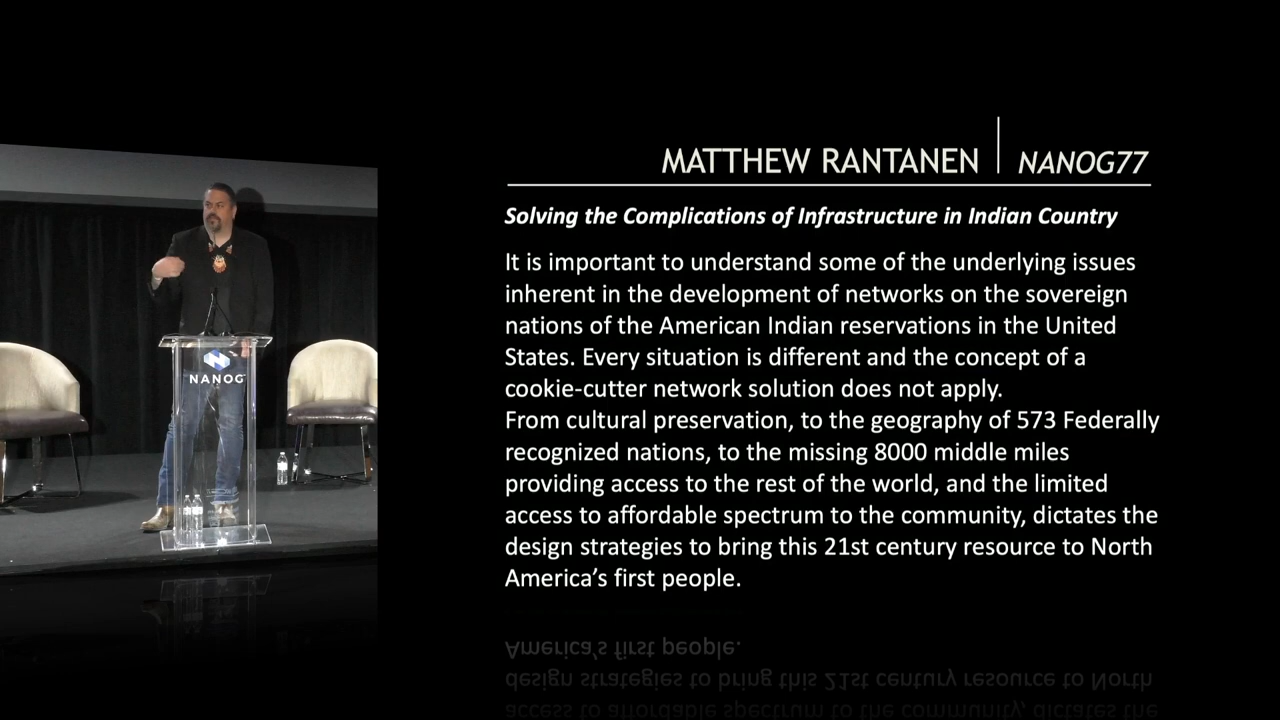 MATTHEW RANTANEN | NANOG77
Solving the Complications of Infrastructure in Indian Country
It is important to understand some of the underlying issues
inherent in the development of networks on the sovereign
nations of the American Indian reservations in the United
States. Every situation is different and the concept of a
cookie-cutter network solution does not apply.
From cultural preservation, to the geography of 573 Federally
recognized nations, to the missing 8000 middle miles
providing access to the rest of the world, and the limited
access to affordable spectrum to the community, dictates the
design strategies to bring this 21st century resource to North
America’s first people.
NANOG